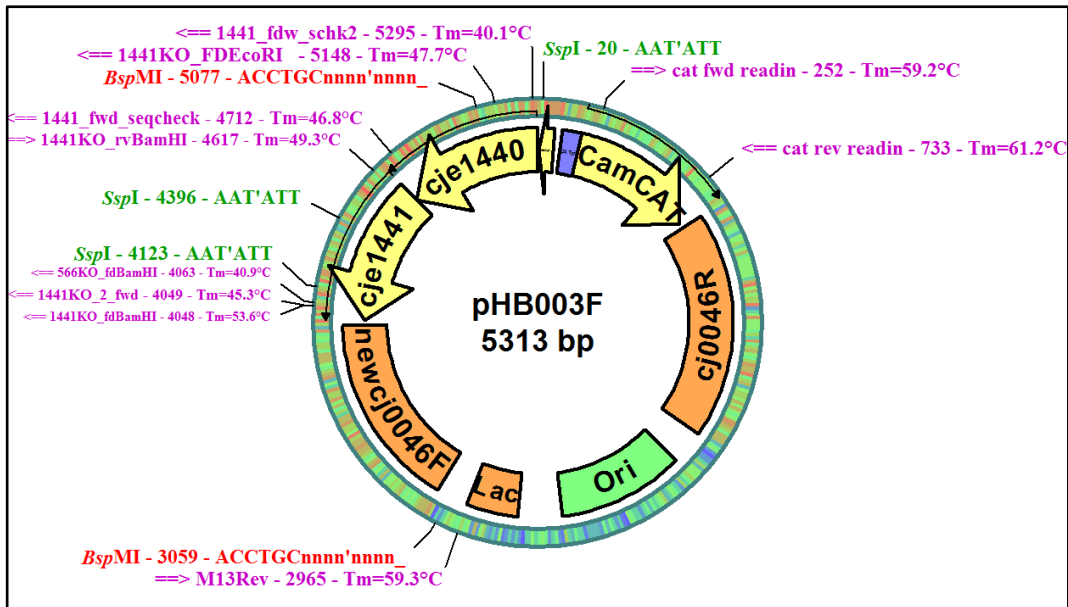 <== 1441_fdw_schk2 - 5295 - Tm=40.1°C
<== 1441KO_FDEcoRI - 5148 - Tm=47.7°C
BspMI - 5077 - ACCTGCnnnn'nnnn_
SspI - 20 - AAT'ATT
==> cat fwd readin - 252 - Tm=59.2°C
<== 1441_fwd_seqcheck - 4712 - Tm=46.8°C
==> 1441KO_rvBamHI - 4617 - Tm=49.3°C
<== cat rev readin - 733 - Tm=61.2°C
SspI - 4396 - AAT'ATT
SspI - 4123 - AAT'ATT
<== 566KO_fdBamHI - 4063 - Tm=40.9°C
<== 1441KO_2_fwd - 4049 - Tm=45.3°C
<== 1441KO_fdBamHI - 4048 - Tm=53.6°C
cje1440
CamCAT
cje1441
pHB003F
5313 bp
cj0046R
newcj0046F
Lac
Ori
BspMI - 3059 - ACCTGCnnnn'nnnn_
==> M13Rev - 2965 - Tm=59.3°C